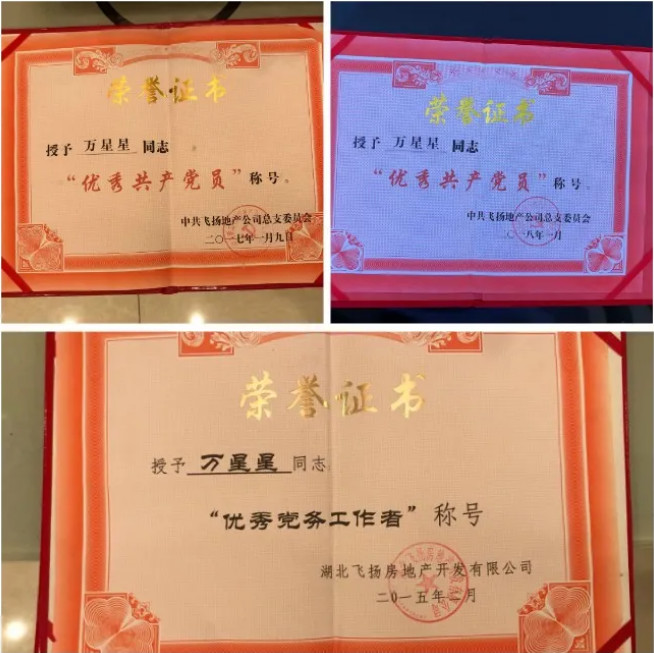 荣誉证书
授予 万星星 同志
“优秀共产党员”称号。
中共飞扬地产公司总支委员会
二〇一七年一月九日
荣誉证书
授予 万星星 同志
“优秀共产党员”称号。
中共飞扬地产公司总支委员会
二〇一八年一月
荣誉证书
授予 万星星 同志
“优秀党务工作者”称号
湖北飞扬房地产开发有限公司
二〇一五年二月